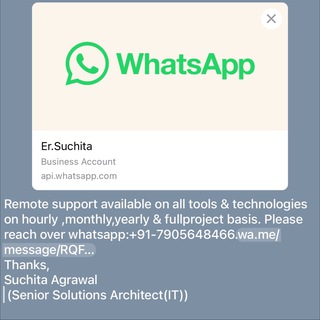 WhatsApp
Er.Suchita
Business Account
api.whatsapp.com
Remote support available on all tools & technologies
on hourly ,monthly,yearly & fullproject basis. Please
reach over whatsapp:+91-7905648466.wa.me/
message/RQF...
Thanks,
Suchita Agrawal
(Senior Solutions Architect(IT))